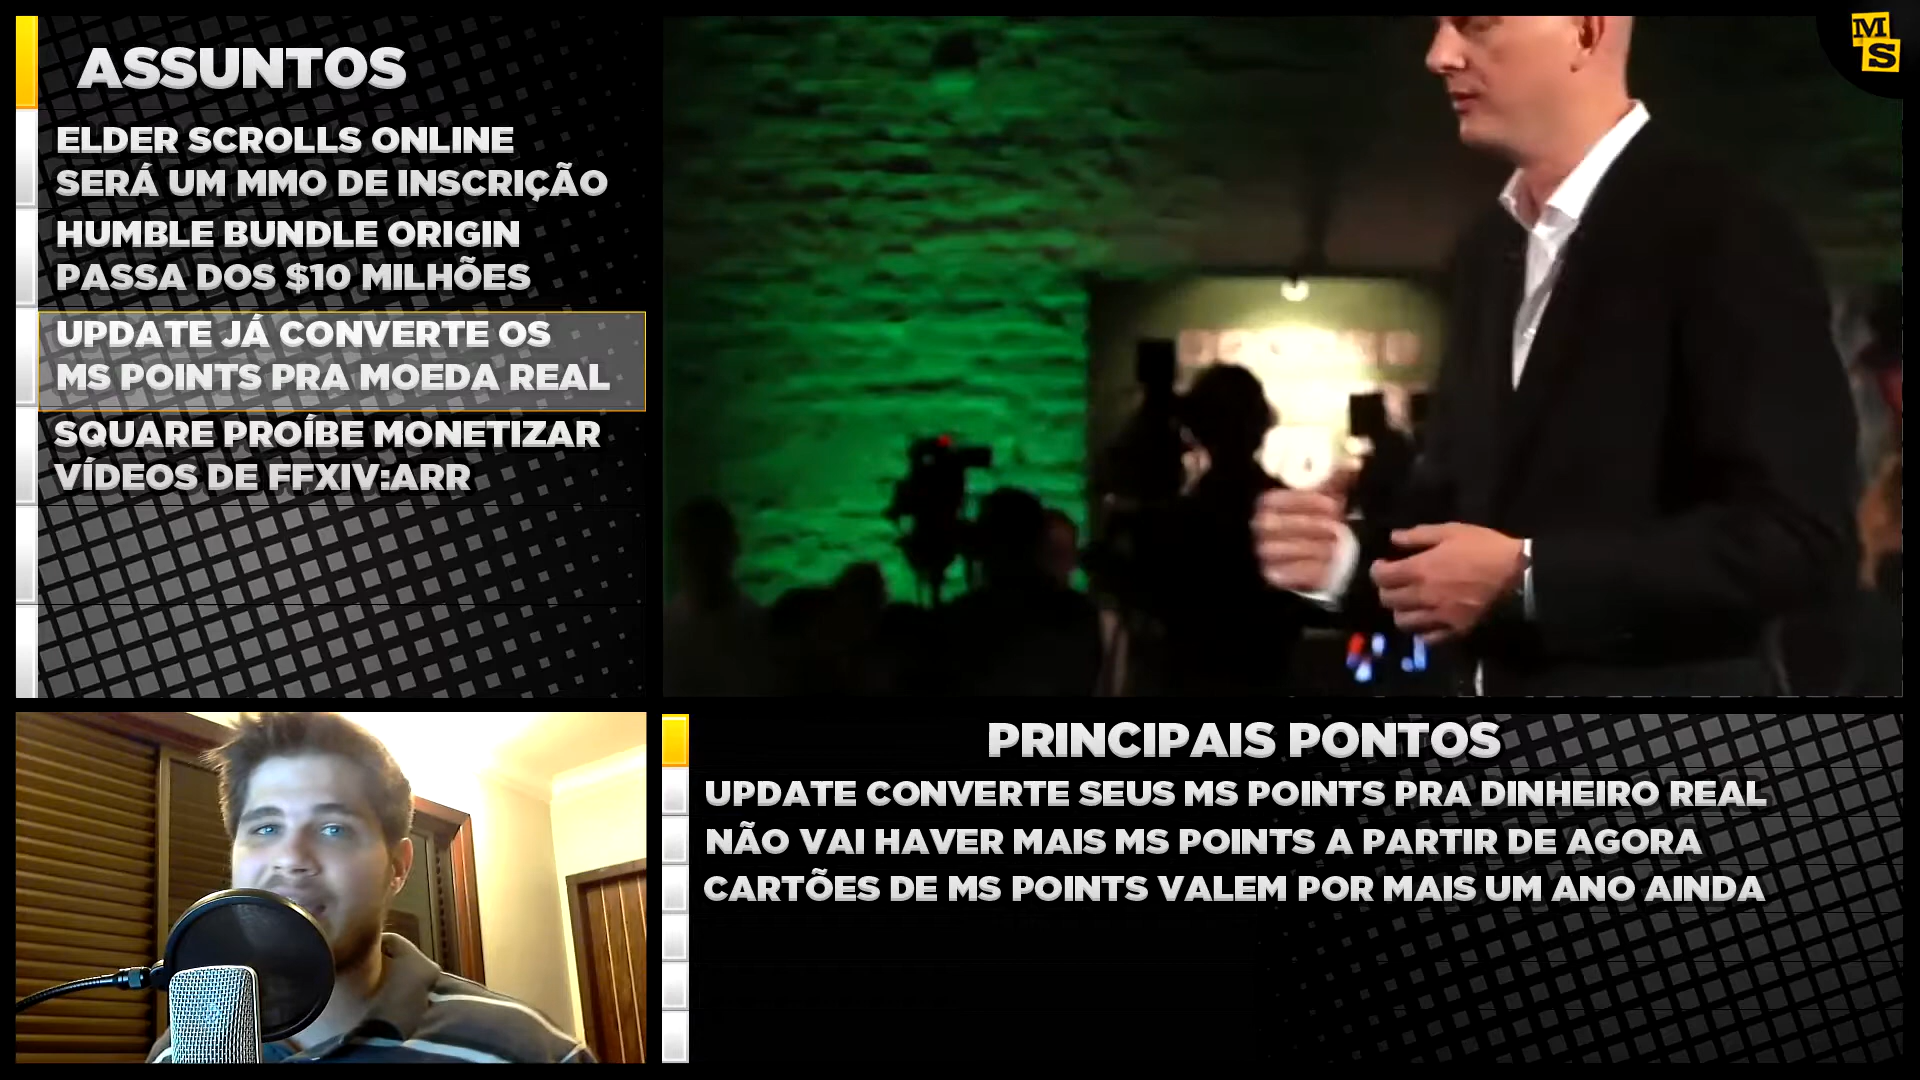 ASSUNTOS
ELDER SCROLLS ONLINE
SERÁ UM MMO DE INSCRIÇÃO
HUMBLE BUNDLE ORIGIN
PASSA DOS $10 MILHÕES
UPDATE JÁ CONVERTE OS
MS POINTS PRA MOEDA REAL
SQUARE PROÍBE MONETIZAR
VÍDEOS DE FFXIV:ARR
M
S
PRINCIPAIS PONTOS
UPDATE CONVERTE SEUS MS POINTS PRA DINHEIRO REAL
NÃO VAI HAVER MAIS MS POINTS A PARTIR DE AGORA
CARTÕES DE MS POINTS VALEM POR MAIS UM ANO AINDA